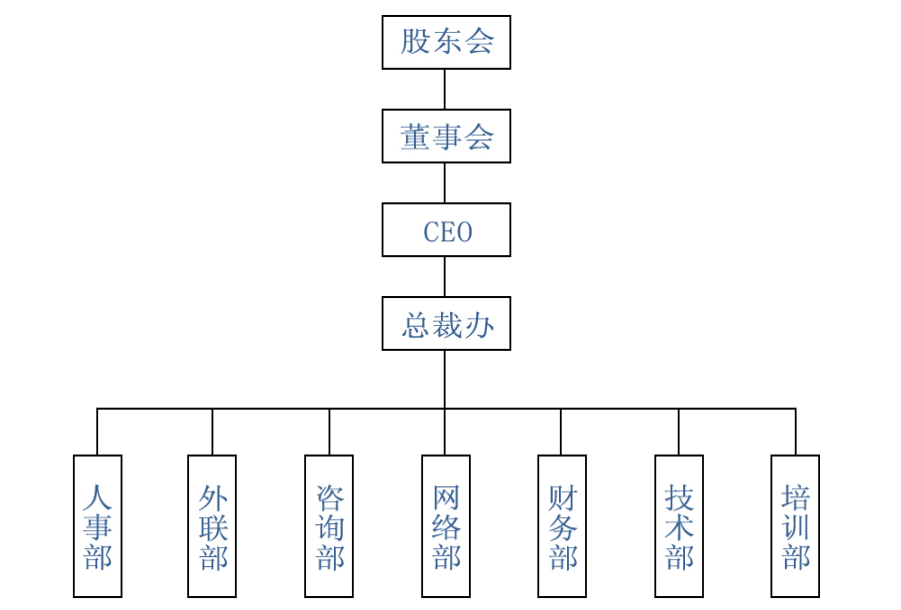 股东会
董事会
CEO
总裁办
人事部
外联部
咨询部
网络部
财务部
技术部
培训部